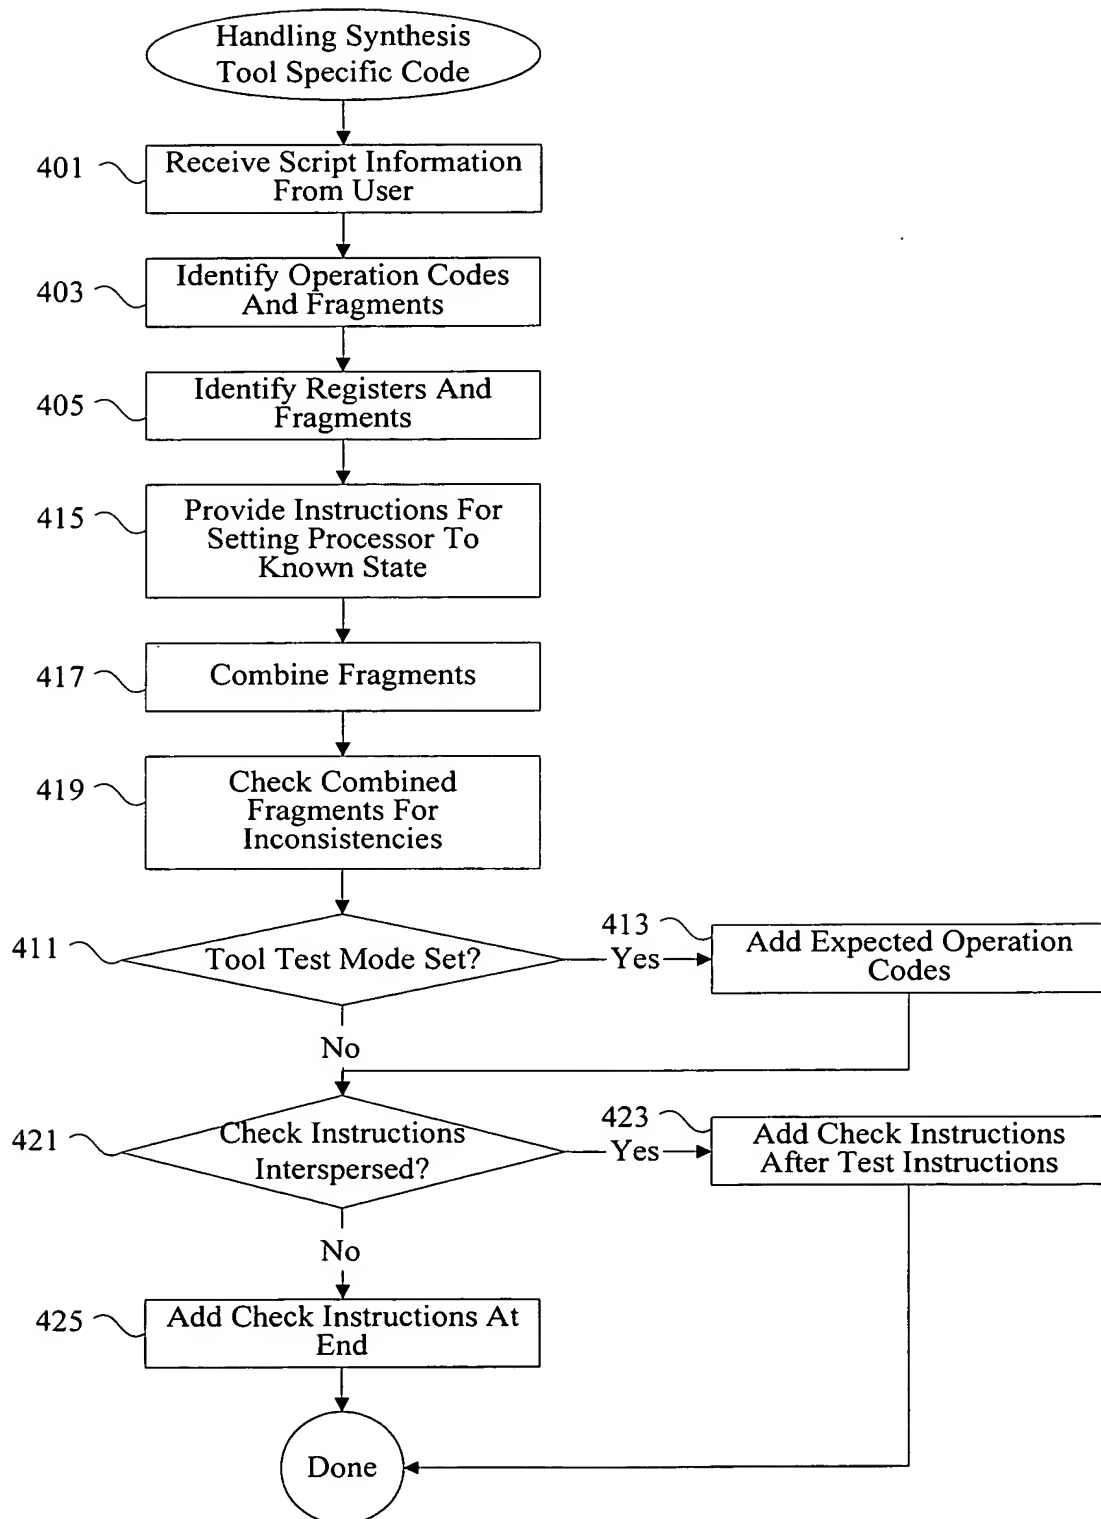 Handling Synthesis
Tool Specific Code
401
Receive Script Information
From User
403
Identify Operation Codes
And Fragments
405
Identify Registers And
Fragments
415
Provide Instructions For
Setting Processor To
Known State
417
Combine Fragments
419
Check Combined
Fragments For
Inconsistencies
411
Tool Test Mode Set?
Yes
413
Add Expected Operation
Codes
No
421
Check Instructions
Interspersed?
Yes
423
Add Check Instructions
After Test Instructions
No
425
Add Check Instructions At
End
Done